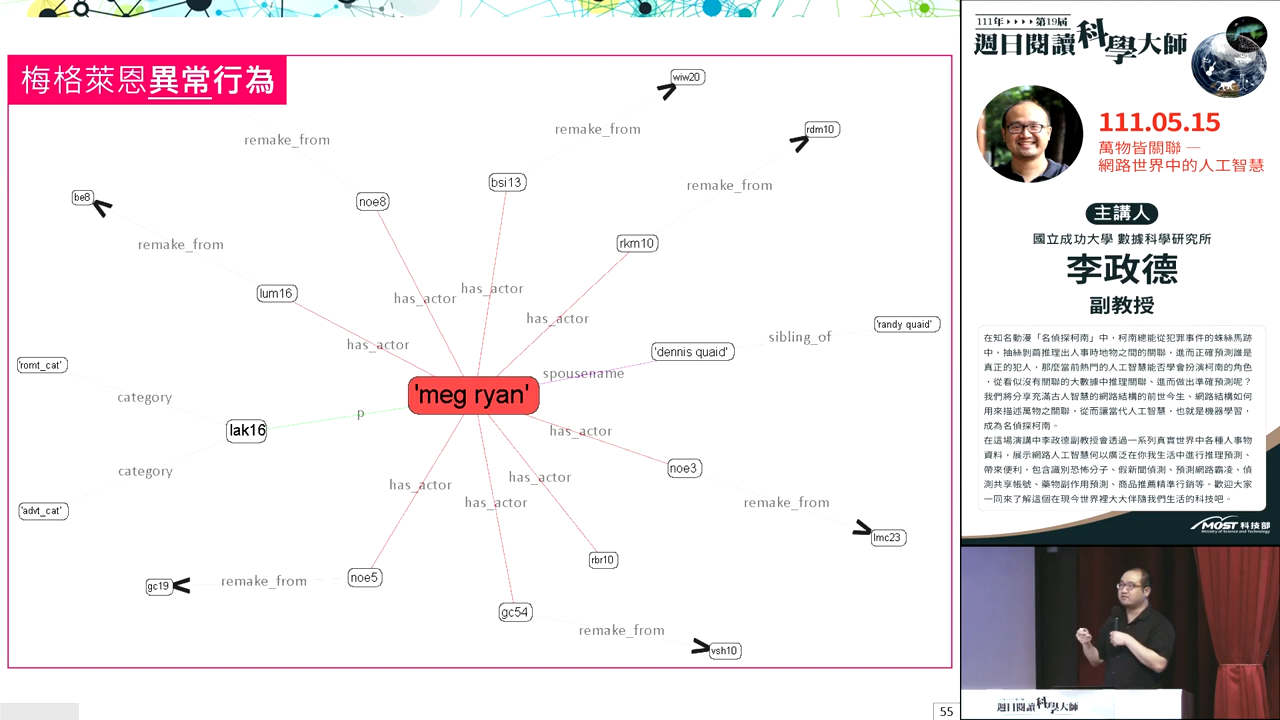 梅格萊恩異常行為
wiw20
remake_from
rdm10
remake_from
bsi13
remake_from
be8
noe8
remake_from
rkm10
lum16
has_actor
has_actor
has_actor
has_actor
'randy quaid'
sibling_of
'dennis quaid'
'romt_cat'
spousename
'meg ryan'
category
p
lak16
has_actor
category
noe3
has_actor
has_actor
has_actor
remake_from
'advt_cat'
lmc23
rbr10
noe5
remake_from
gc19
gc54
remake_from
vsh10
55
111年 第19屆
週日閱讀科學大師
111.05.15
萬物皆關聯 —
網路世界中的人工智慧
主講人
國立成功大學 數據科學研究所
李政德
副教授
在知名動漫「名偵探柯南」中，柯南總能從犯罪事件的蛛絲馬跡
中，抽絲剝繭推理出人事時地物之間的關聯，進而正確預測誰是
真正的犯人，那麼當前熱門的人工智慧能否學會扮演柯南的角色
，從看似沒有關聯的大數據中推理關聯、進而做出準確預測呢？
我們將分享充滿古人智慧的網路結構的前世今生、網路結構如何
用來描述萬物之關聯，從而讓當代人工智慧，也就是機器學習，
成為名偵探柯南。
在這場演講中李政德副教授會透過一系列真實世界中各種人事物
資料，展示網路人工智慧何以廣泛在你我生活中進行推理預測、
帶來便利，包含識別恐怖分子、假新聞偵測、預測網路霸凌、偵
測共享帳號、藥物副作用預測、商品推薦精準行銷等。歡迎大家
一同來了解這個在現今世界裡大大伴隨我們生活的科技吧。
MOST 科技部
Ministry of Science and Technology
週日閱讀科學大師